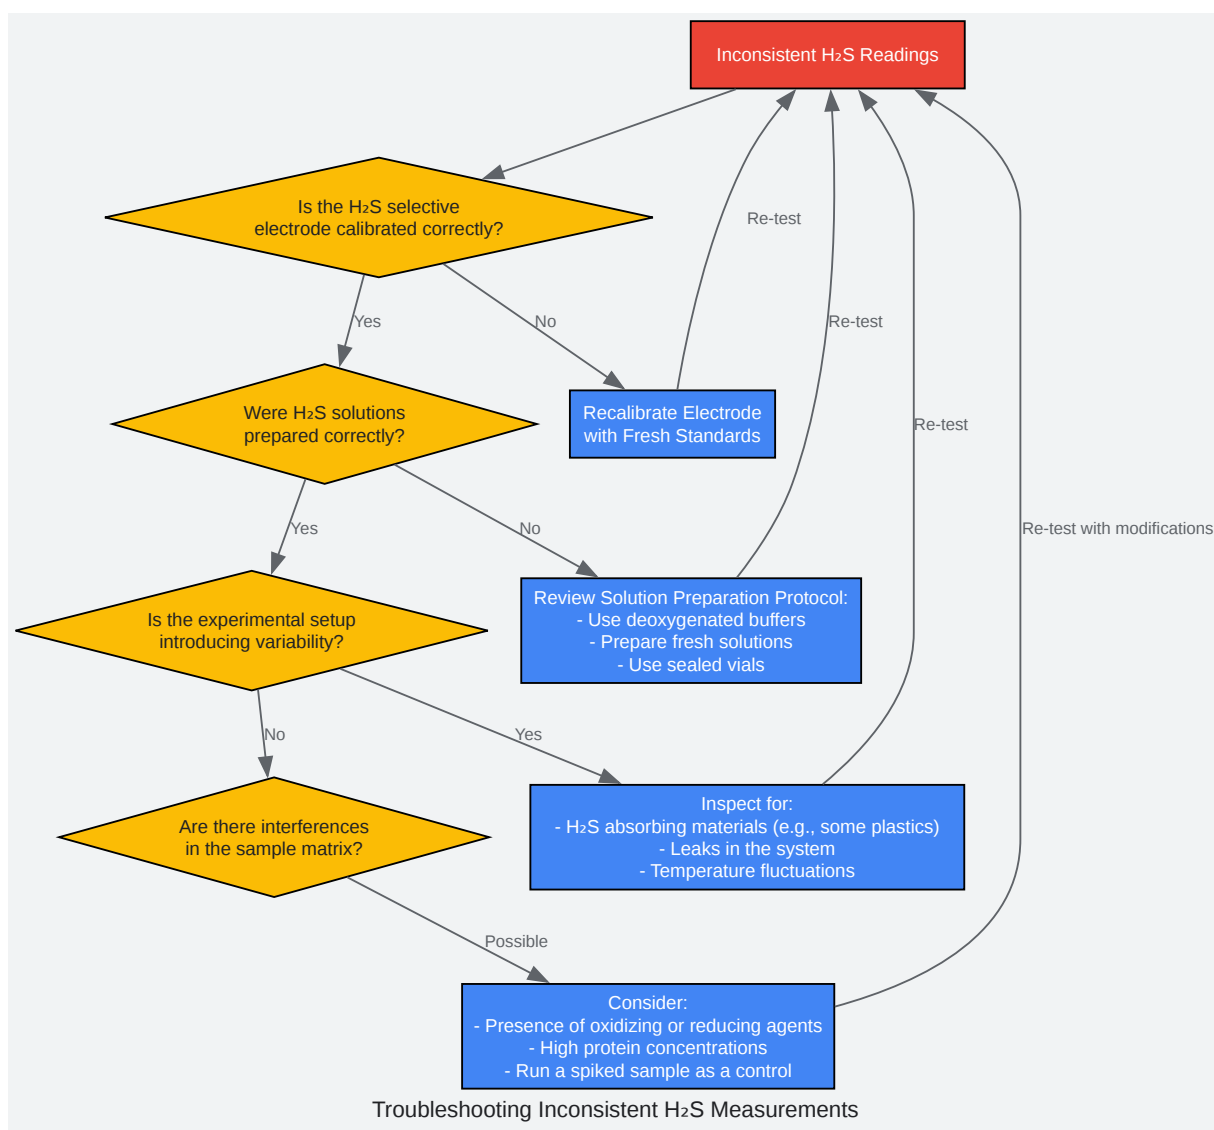 Inconsistent H₂S Readings
Is the H₂S selective
electrode calibrated correctly?
Re-test
Yes
No
Re-test
Were H₂S solutions
prepared correctly?
Recalibrate Electrode
with Fresh Standards
Re-test
Yes
No
Re-test with modifications
Is the experimental setup
introducing variability?
Review Solution Preparation Protocol:
- Use deoxygenated buffers
- Prepare fresh solutions
- Use sealed vials
No
Yes
Are there interferences
in the sample matrix?
Inspect for:
- H₂S absorbing materials (e.g., some plastics)
- Leaks in the system
- Temperature fluctuations
Possible
Consider:
- Presence of oxidizing or reducing agents
- High protein concentrations
- Run a spiked sample as a control
Troubleshooting Inconsistent H₂S Measurements